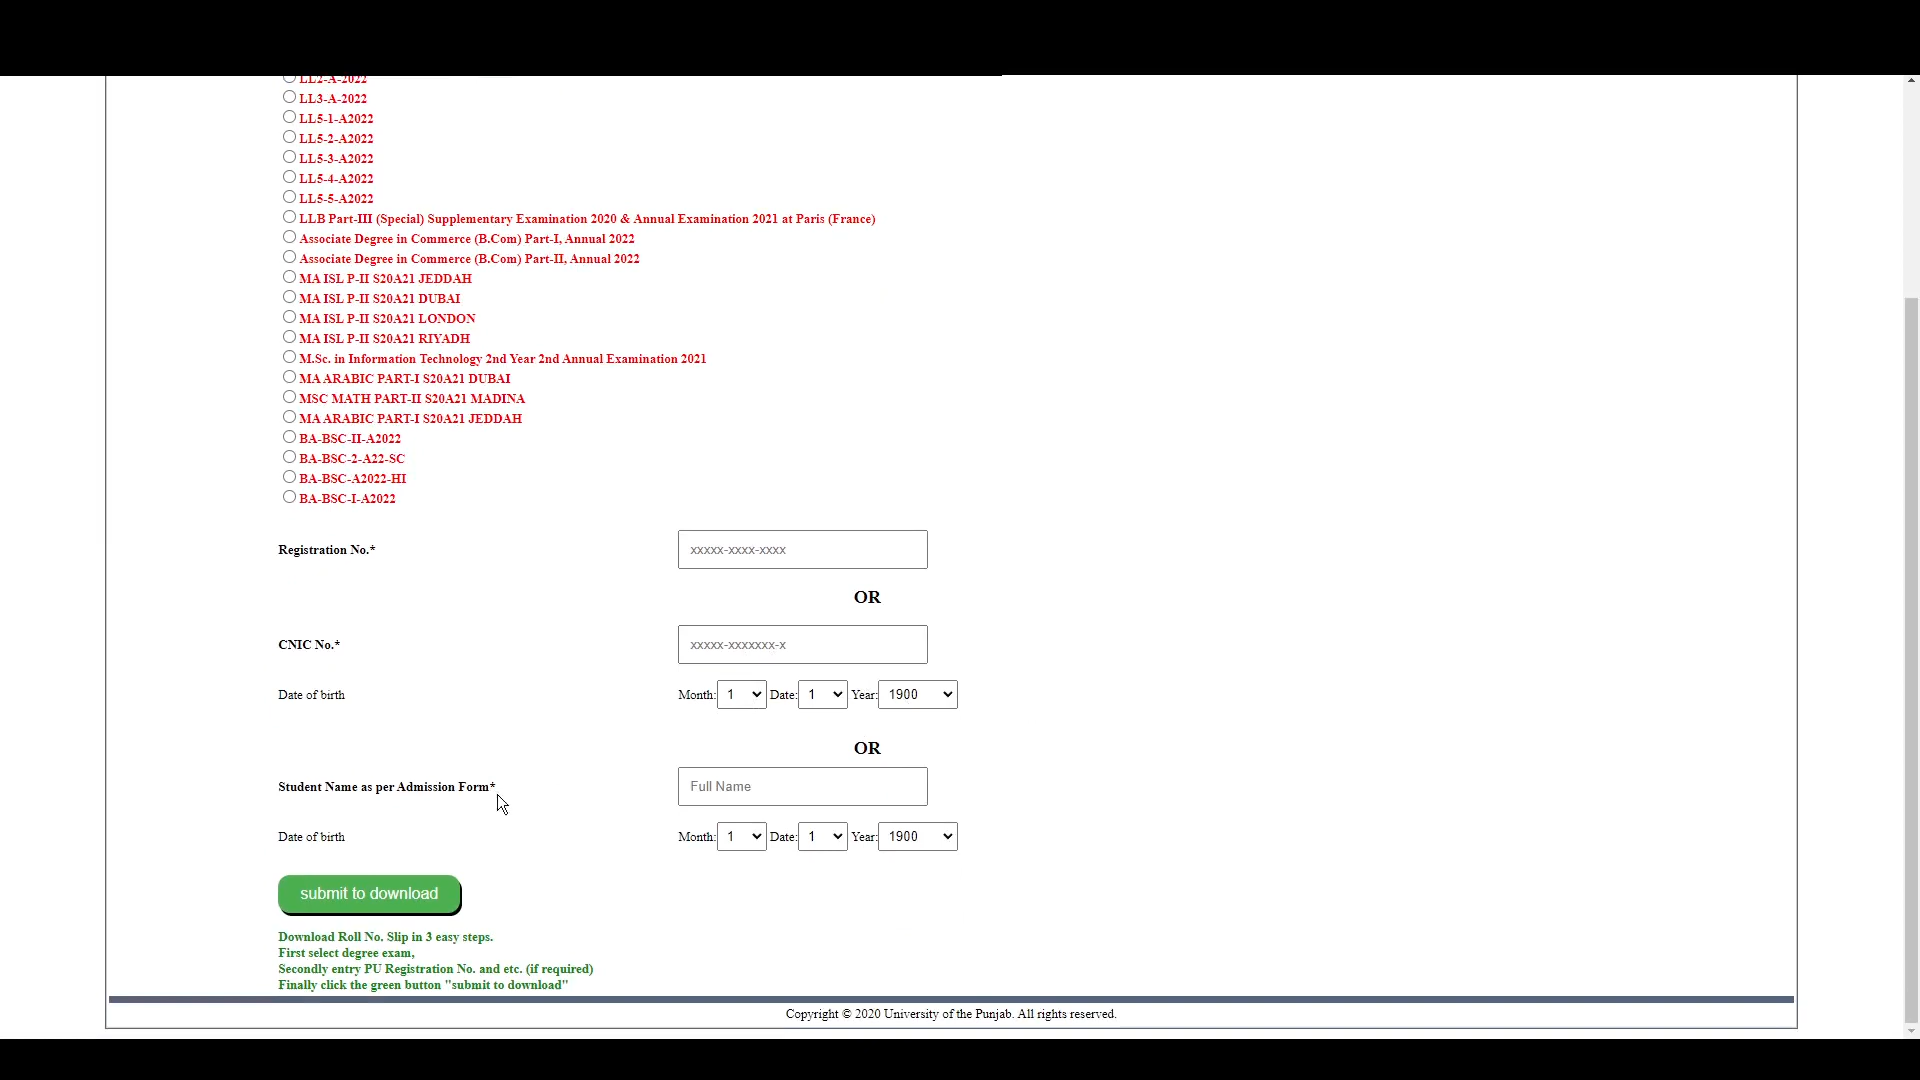 LL2-A-2022
LL3-A-2022
LL5-1-A2022
LL5-2-A2022
LL5-3-A2022
LL5-4-A2022
LL5-5-A2022
LLB Part-III (Special) Supplementary Examination 2020 & Annual Examination 2021 at Paris (France)
Associate Degree in Commerce (B.Com) Part-I, Annual 2022
Associate Degree in Commerce (B.Com) Part-II, Annual 2022
MA ISL P-II S20A21 JEDDAH
MA ISL P-II S20A21 DUBAI
MA ISL P-II S20A21 LONDON
MA ISL P-II S20A21 RIYADH
M.Sc. in Information Technology 2nd Year 2nd Annual Examination 2021
MA ARABIC PART-I S20A21 DUBAI
MSC MATH PART-II S20A21 MADINA
MA ARABIC PART-I S20A21 JEDDAH
BA-BSC-II-A2022
BA-BSC-2-A22-SC
BA-BSC-A2022-HI
BA-BSC-I-A2022
Registration No.* xxxxx-xxxx-xxxx
OR
CNIC No.* xxxxx-xxxxxxx-x
Date of birth Month: 1 Date: 1 Year: 1900
OR
Student Name as per Admission Form* Full Name
Date of birth Month: 1 Date: 1 Year: 1900
submit to download
Download Roll No. Slip in 3 easy steps.
First select degree exam,
Secondly entry PU Registration No. and etc. (if required)
Finally click the green button "submit to download"
Copyright © 2020 University of the Punjab. All rights reserved.